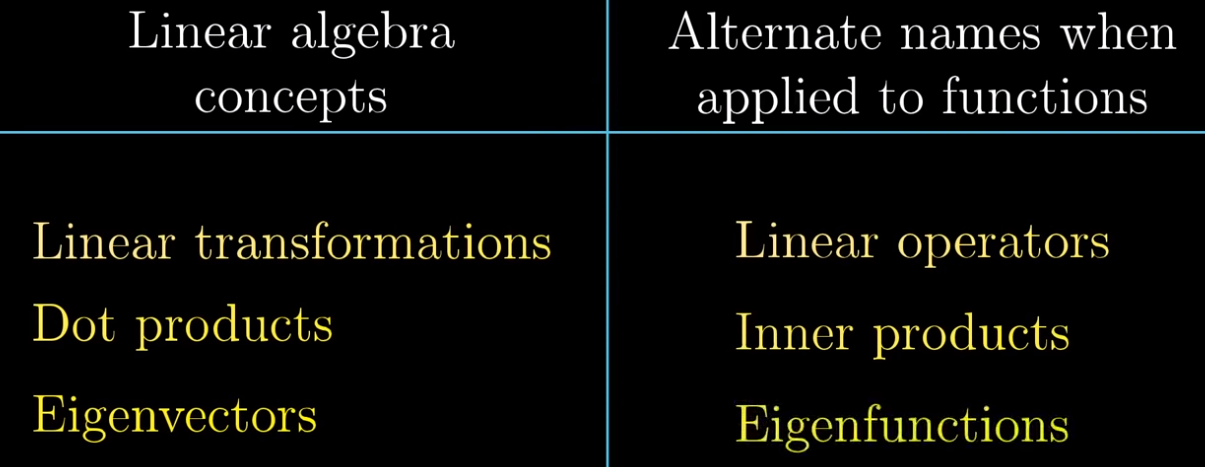 Linear algebra
concepts
Alternate names when
applied to functions
Linear transformations
Linear operators
Dot products
Inner products
Eigenvectors
Eigenfunctions